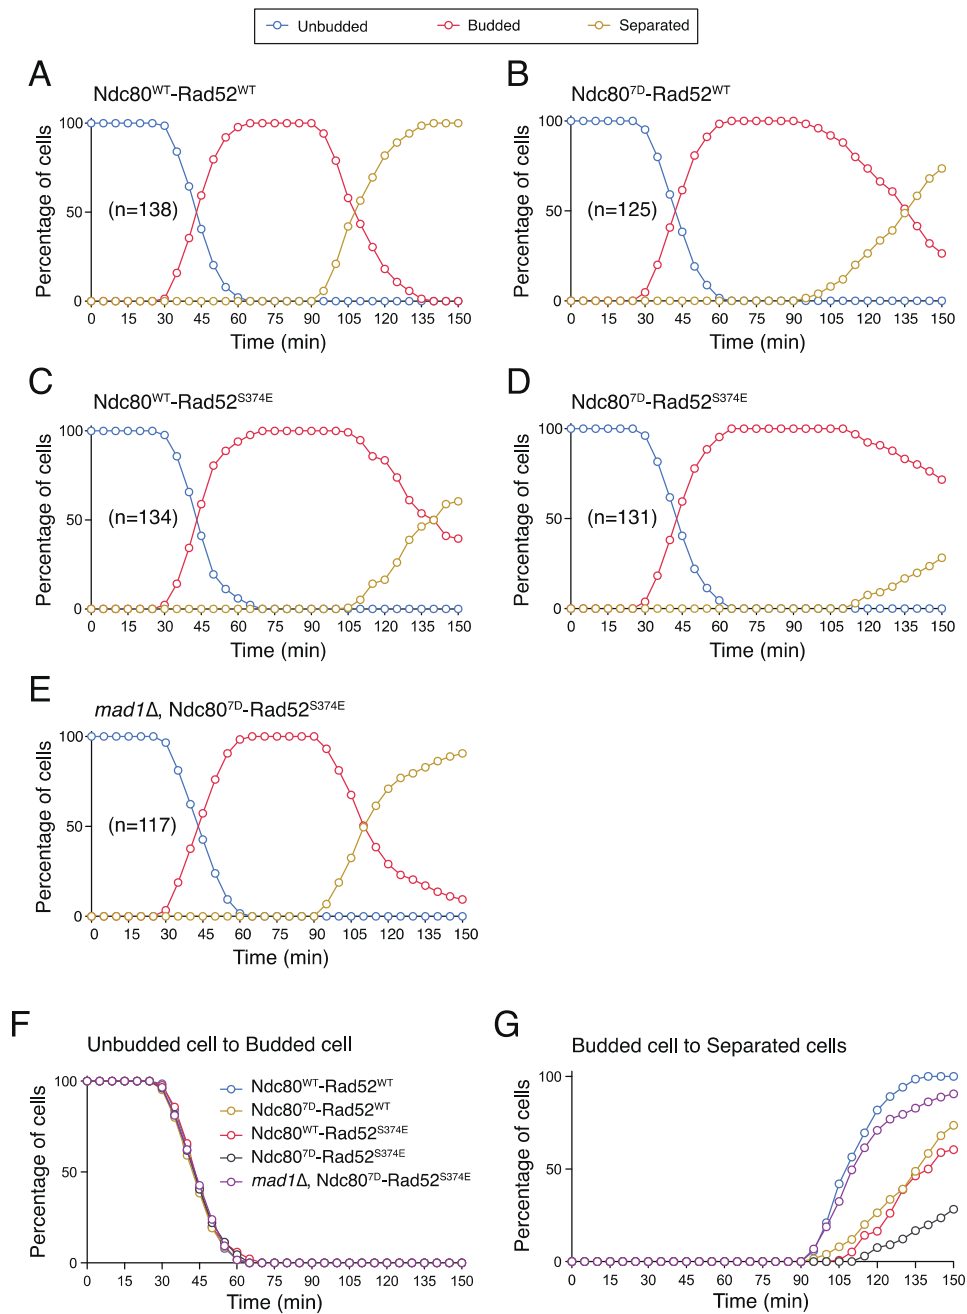 Unbudded Budded Separated
A
Ndc80WT-Rad52WT
Percentage of cells
100
50
0
(n=138)
0 15 30 45 60 75 90 105 120 135 150
Time (min)
B
Ndc807D-Rad52WT
Percentage of cells
100
50
0
(n=125)
0 15 30 45 60 75 90 105 120 135 150
Time (min)
C
Ndc80WT-Rad52S374E
Percentage of cells
100
50
0
(n=134)
0 15 30 45 60 75 90 105 120 135 150
Time (min)
D
Ndc807D-Rad52S374E
Percentage of cells
100
50
0
(n=131)
0 15 30 45 60 75 90 105 120 135 150
Time (min)
E
mad1Δ, Ndc807D-Rad52S374E
Percentage of cells
100
50
0
(n=117)
0 15 30 45 60 75 90 105 120 135 150
Time (min)
F
Unbudded cell to Budded cell
Percentage of cells
100
50
0
Ndc80WT-Rad52WT
Ndc807D-Rad52WT
Ndc80WT-Rad52S374E
Ndc807D-Rad52S374E
mad1Δ, Ndc807D-Rad52S374E
0 15 30 45 60 75 90 105 120 135 150
Time (min)
G
Budded cell to Separated cells
Percentage of cells
100
50
0
0 15 30 45 60 75 90 105 120 135 150
Time (min)